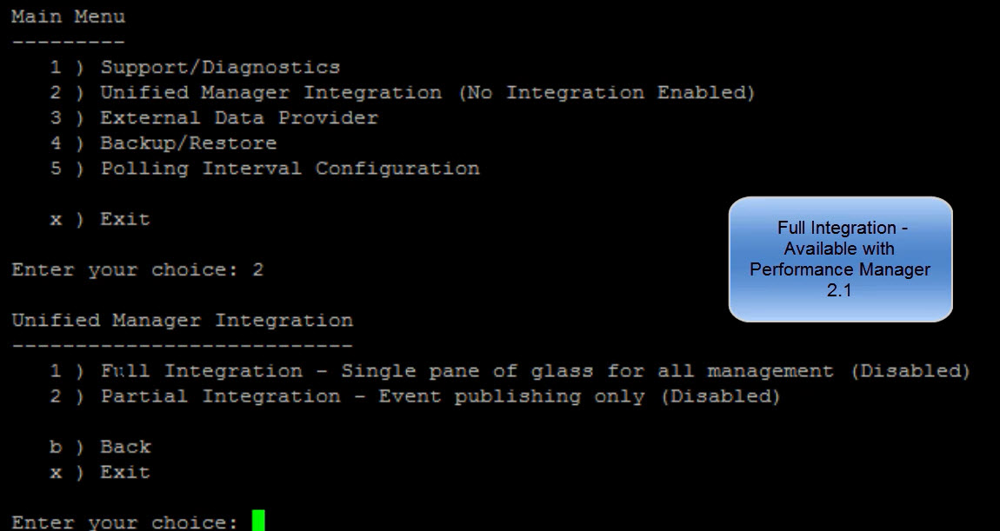 Main Menu
---------
1 ) Support/Diagnostics
2 ) Unified Manager Integration (No Integration Enabled)
3 ) External Data Provider
4 ) Backup/Restore
5 ) Polling Interval Configuration
x ) Exit
Enter your choice: 2
Full Integration -
Available with
Performance Manager
2.1
Unified Manager Integration
---------------------------
1 ) Full Integration - Single pane of glass for all management (Disabled)
2 ) Partial Integration - Event publishing only (Disabled)
b ) Back
x ) Exit
Enter your choice: